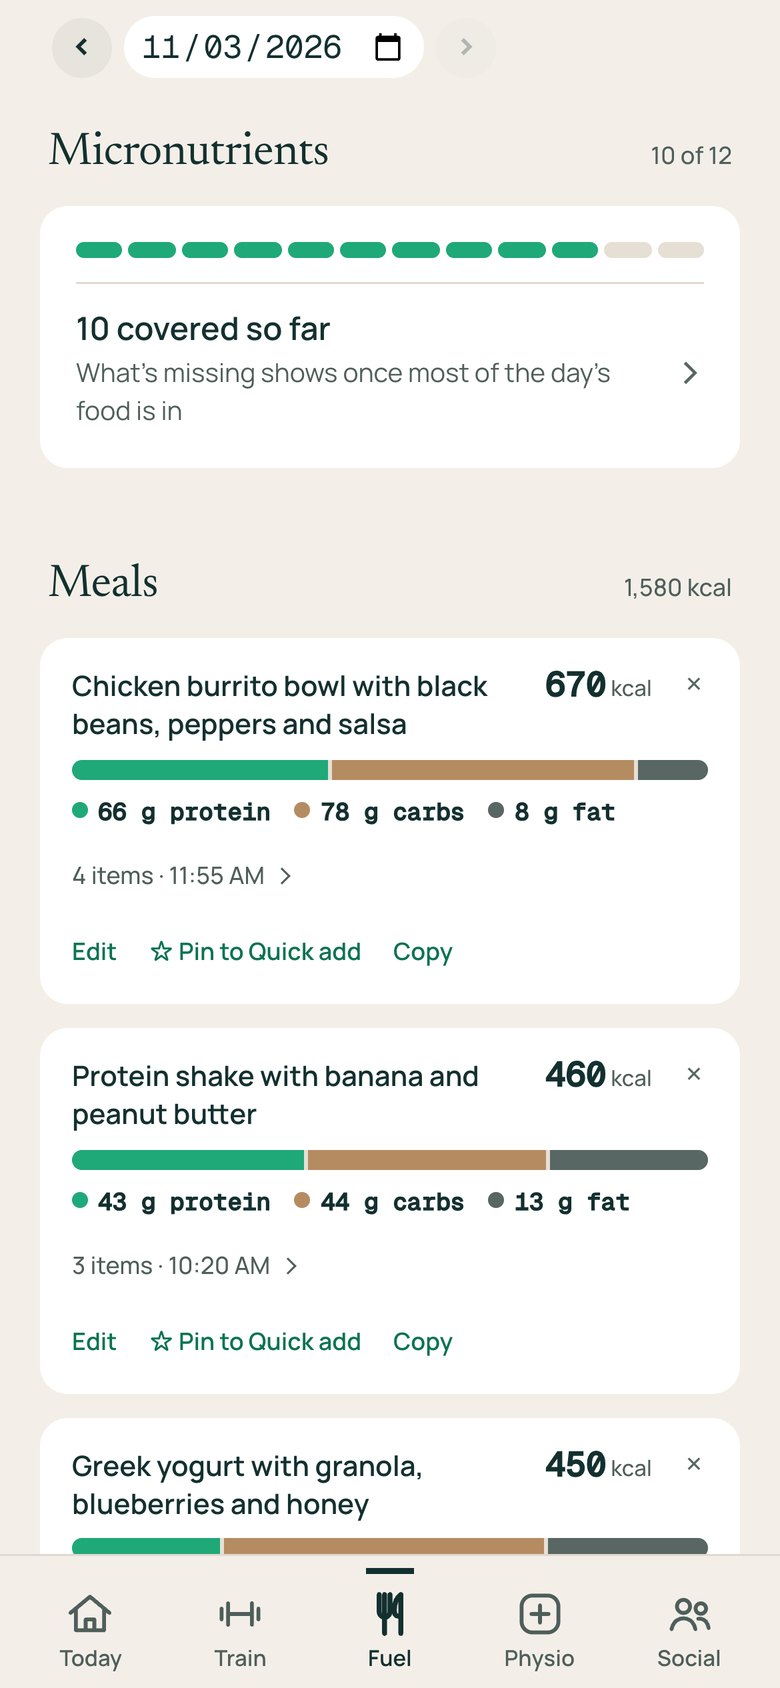 11/03/2026
Micronutrients
10 of 12
10 covered so far
What's missing shows once most of the day's
food is in
Meals
1,580 kcal
Chicken burrito bowl with black
beans, peppers and salsa
670 kcal ×
66 g protein 78 g carbs 8 g fat
4 items · 11:55 AM
Edit Pin to Quick add Copy
Protein shake with banana and
peanut butter
460 kcal ×
43 g protein 44 g carbs 13 g fat
3 items · 10:20 AM
Edit Pin to Quick add Copy
Greek yogurt with granola,
blueberries and honey
450 kcal ×
Today Train Fuel Physio Social